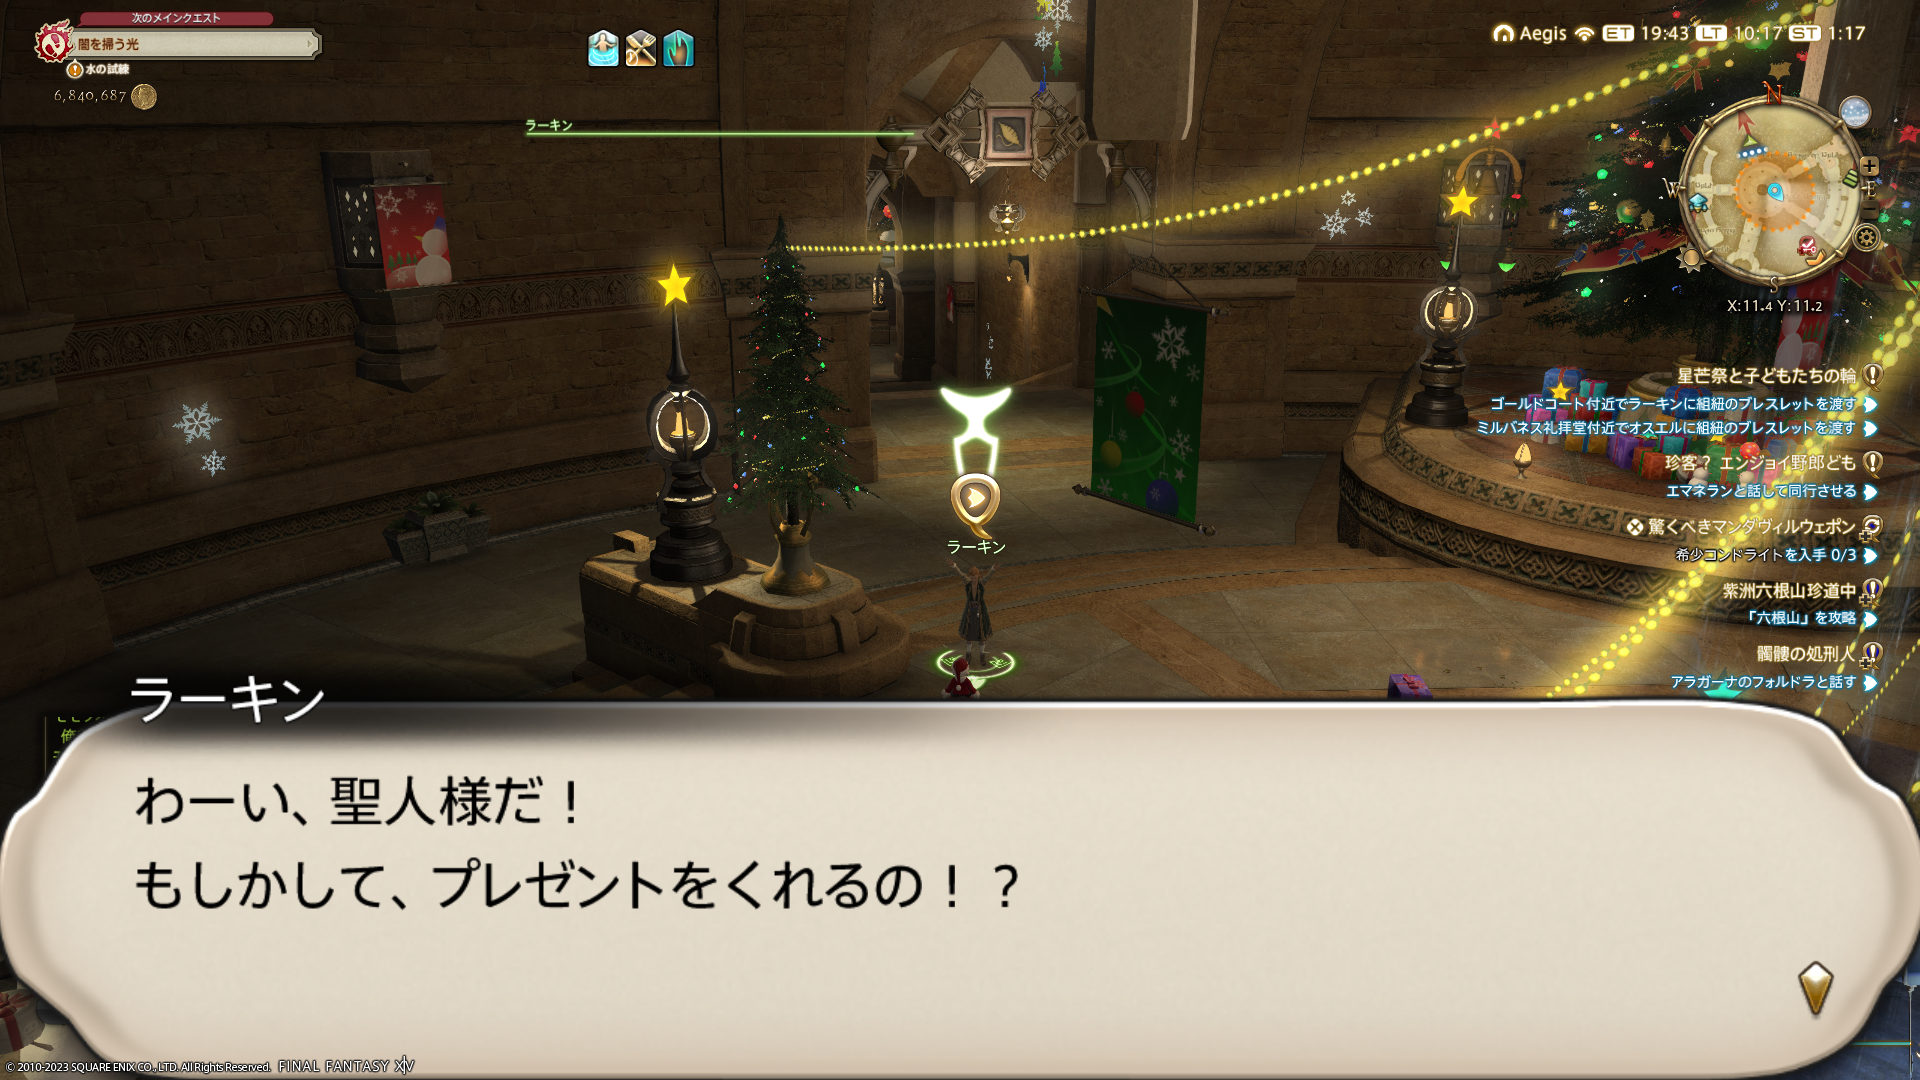 次のメインクエスト
闇を掃う光
水の試練
6,840,687
ラーキン
Aegis ET 19:43 LT 10:17 ST 1:17
N
W
E
S
X:11.4 Y:11.2
星芒祭と子どもたちの輪
ゴールドコート付近でラーキンに組紐のブレスレットを渡す
ミルバネス礼拝堂付近でオスエルに組紐のブレスレットを渡す
珍客？ エンジョイ野郎ども
エマネランと話して同行させる
驚くべきマンダヴィルウェポン
希少コンドライトを入手 0/3
紫洲六根山珍道中
「六根山」を攻略
髑髏の処刑人
アラガーナのフォルドラと話す
ラーキン
ラーキン
わーい、聖人様だ！
もしかして、プレゼントをくれるの！？
© 2010-2023 SQUARE ENIX CO., LTD. All Rights Reserved. FINAL FANTASY XIV